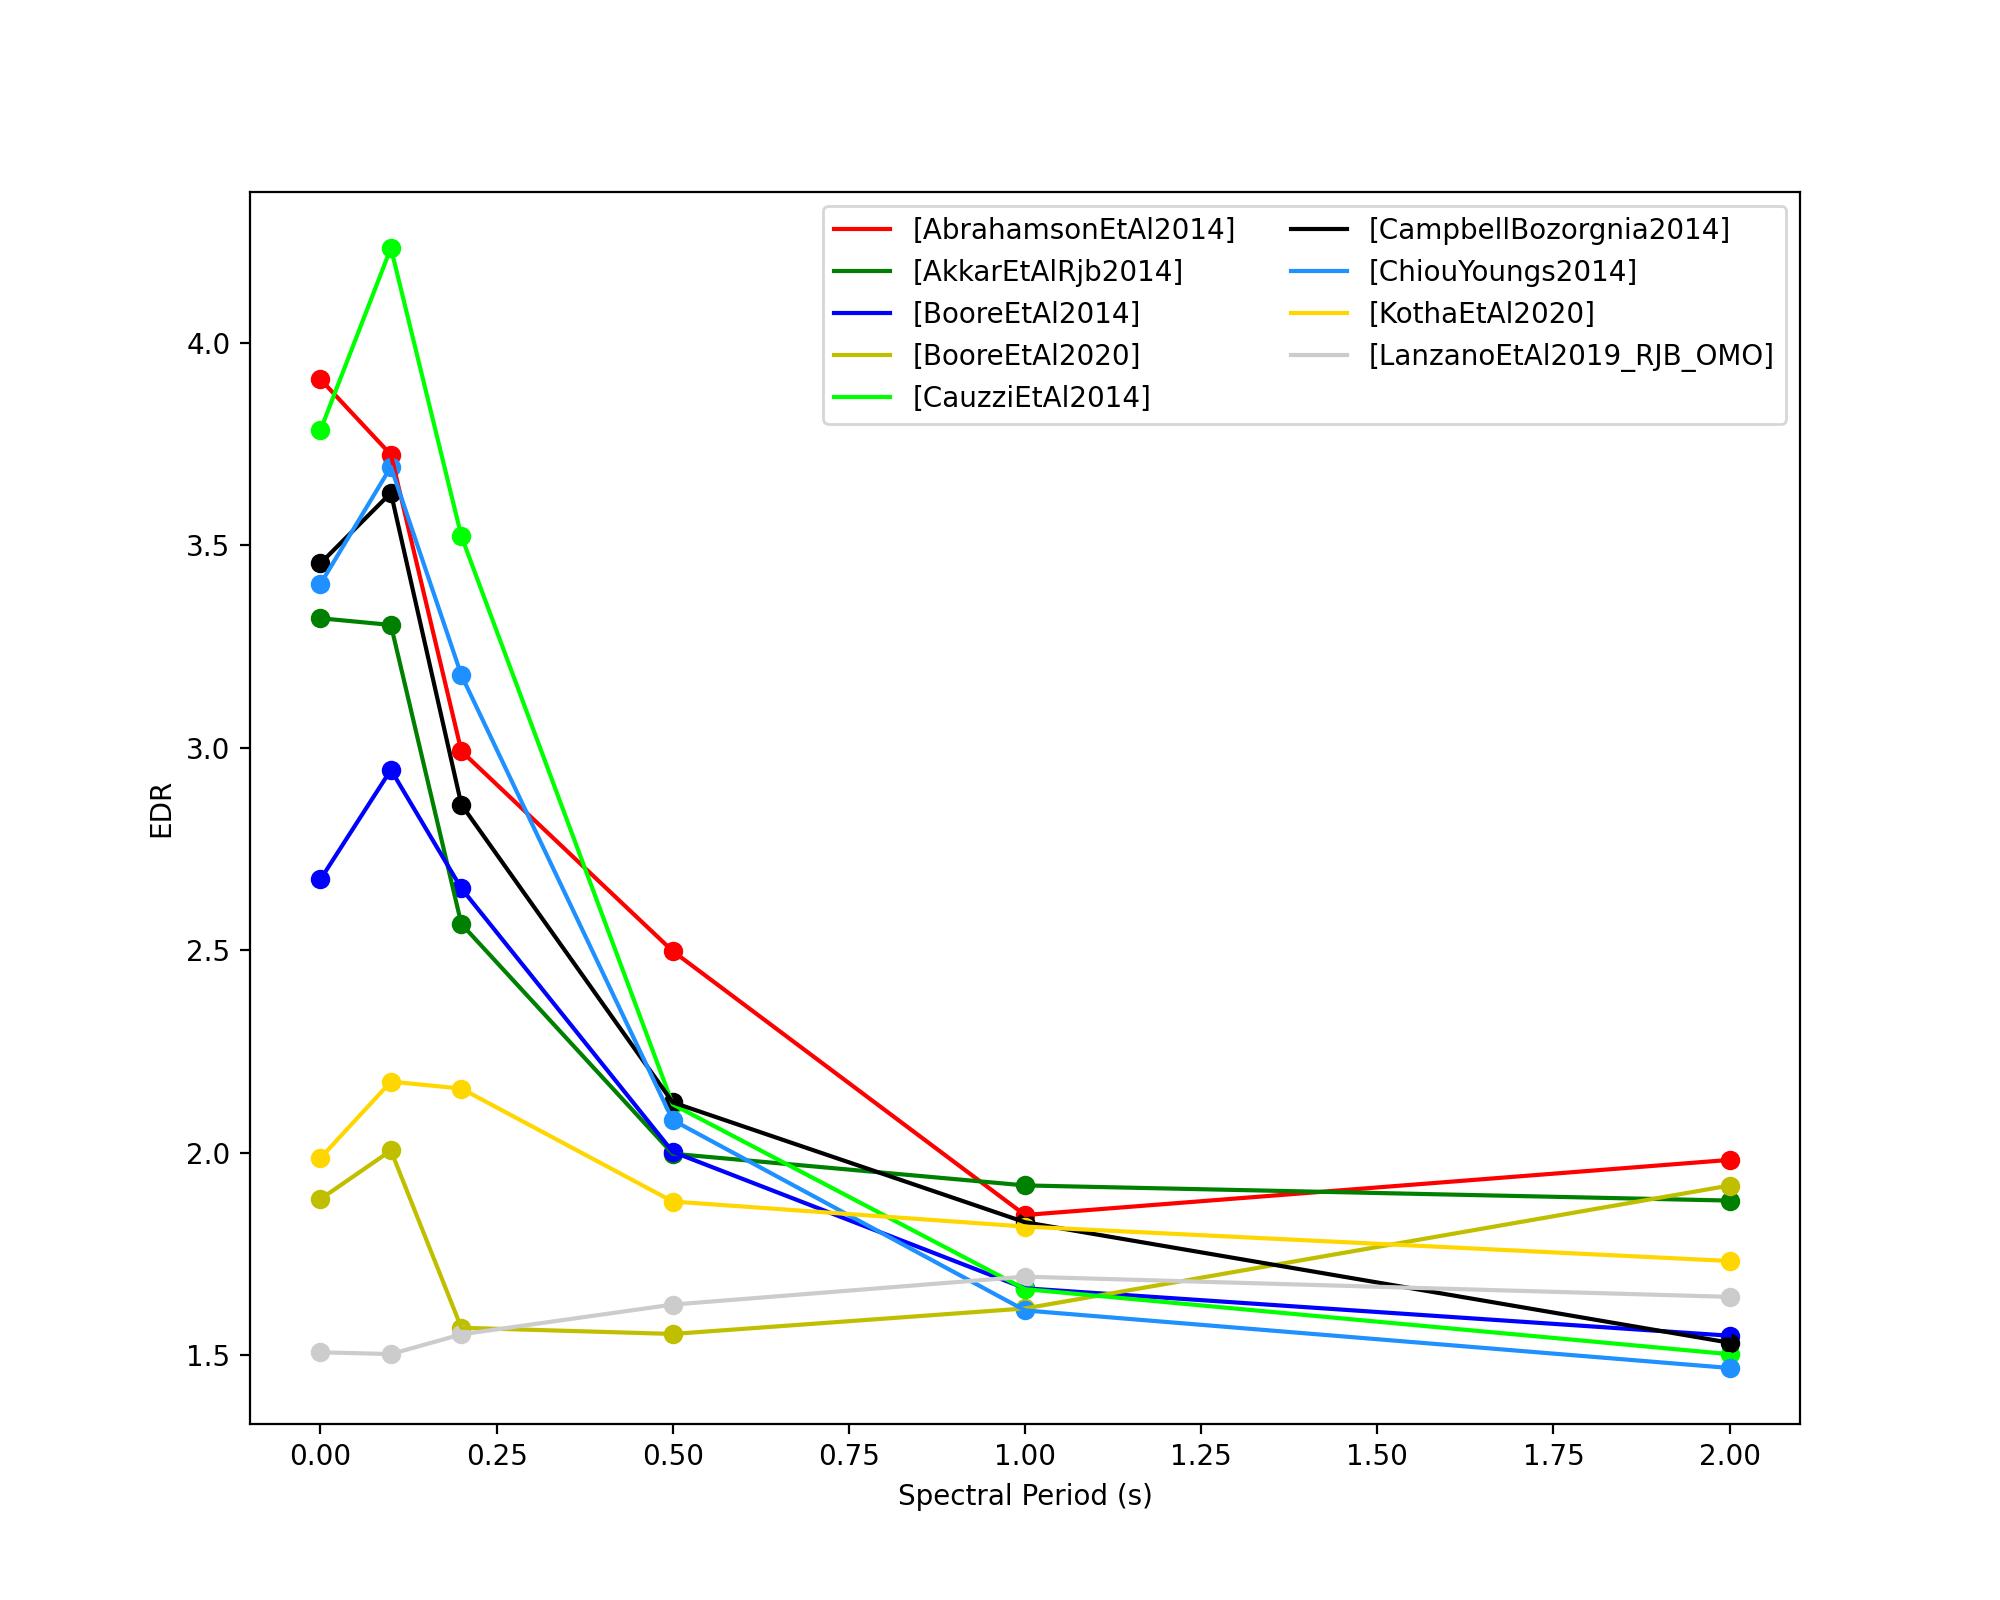 [AbrahamsonEtAl2014]
[AkkarEtAlRjb2014]
[BooreEtAl2014]
[BooreEtAl2020]
[CauzziEtAl2014]
[CampbellBozorgnia2014]
[ChiouYoungs2014]
[KothaEtAl2020]
[LanzanoEtAl2019_RJB_OMO]
4.0
3.5
3.0
2.5
2.0
1.5
EDR
0.00 0.25 0.50 0.75 1.00 1.25 1.50 1.75 2.00
Spectral Period (s)